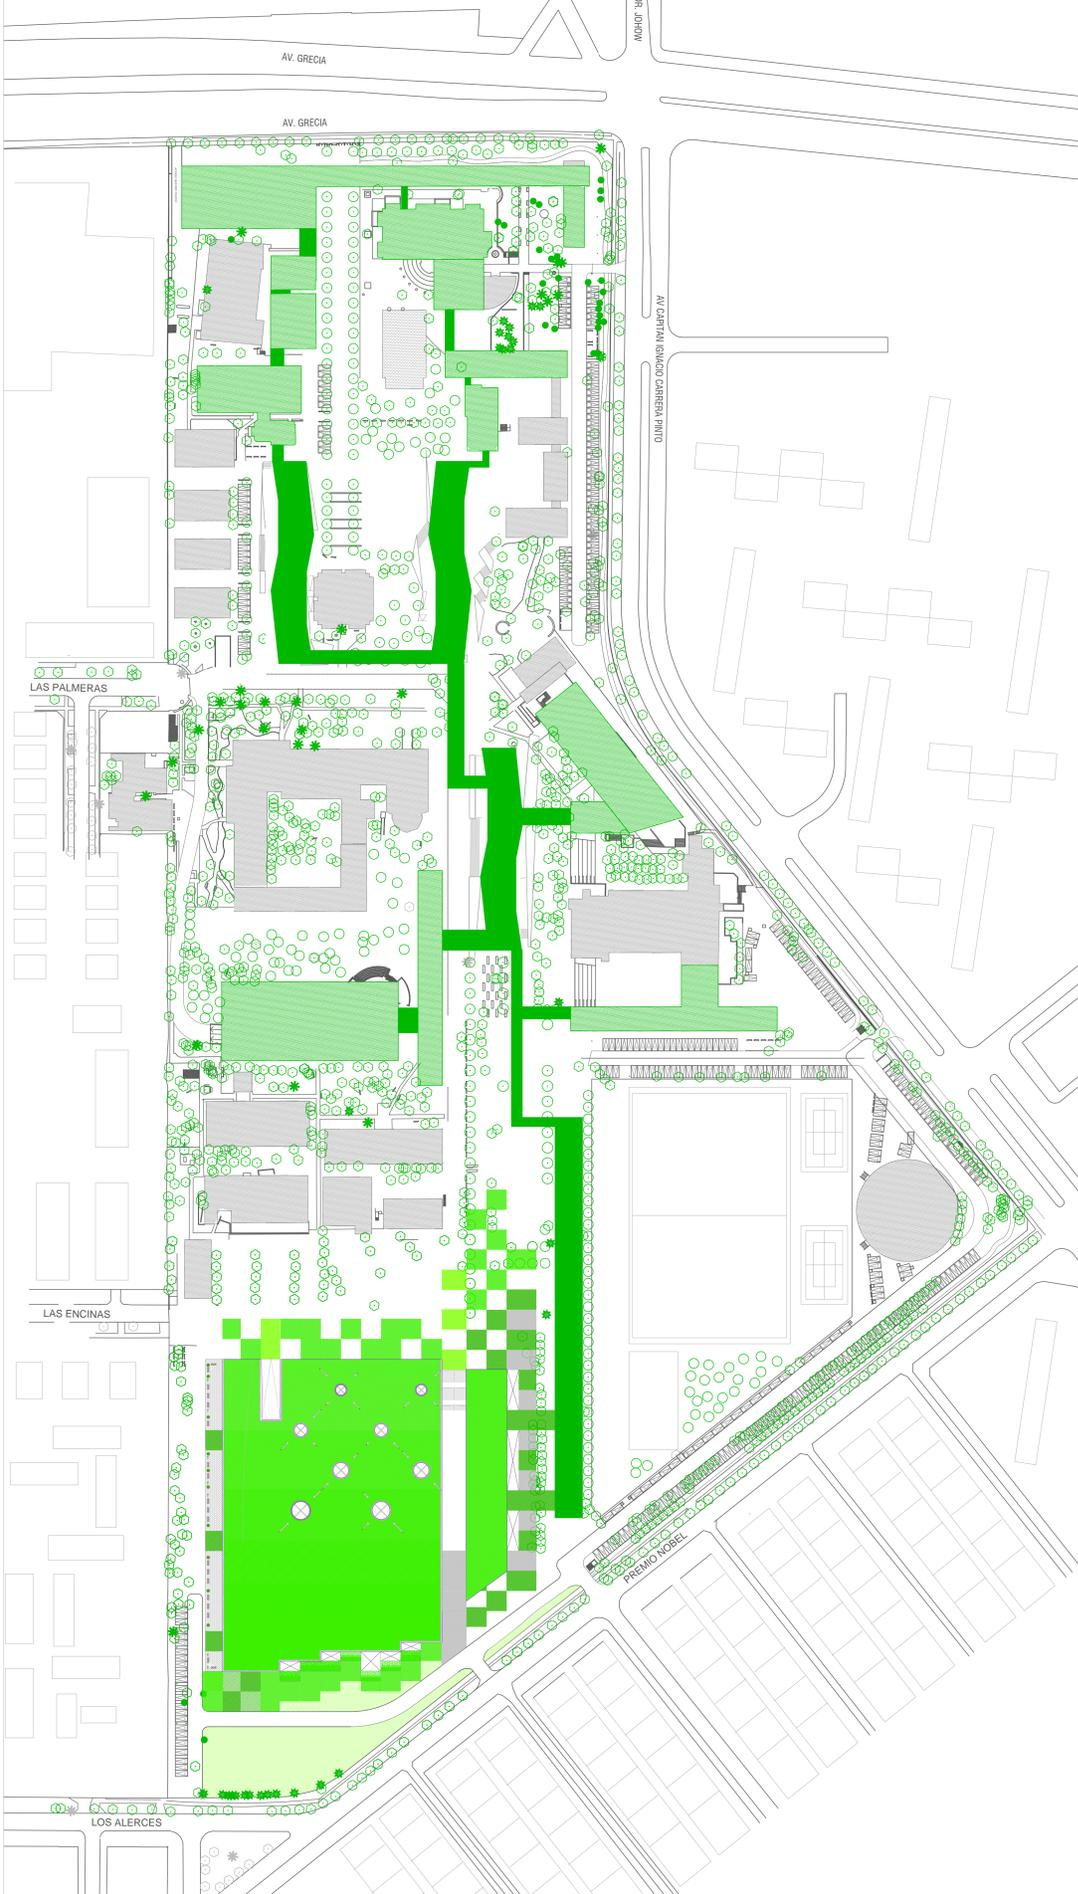 DR. JOHOW
AV. GRECIA
AV. GRECIA
AV CAPITAN IGNACIO CARRERA PINTO
LAS PALMERAS
LAS ENCINAS
PREMIO NOBEL
LOS ALERCES